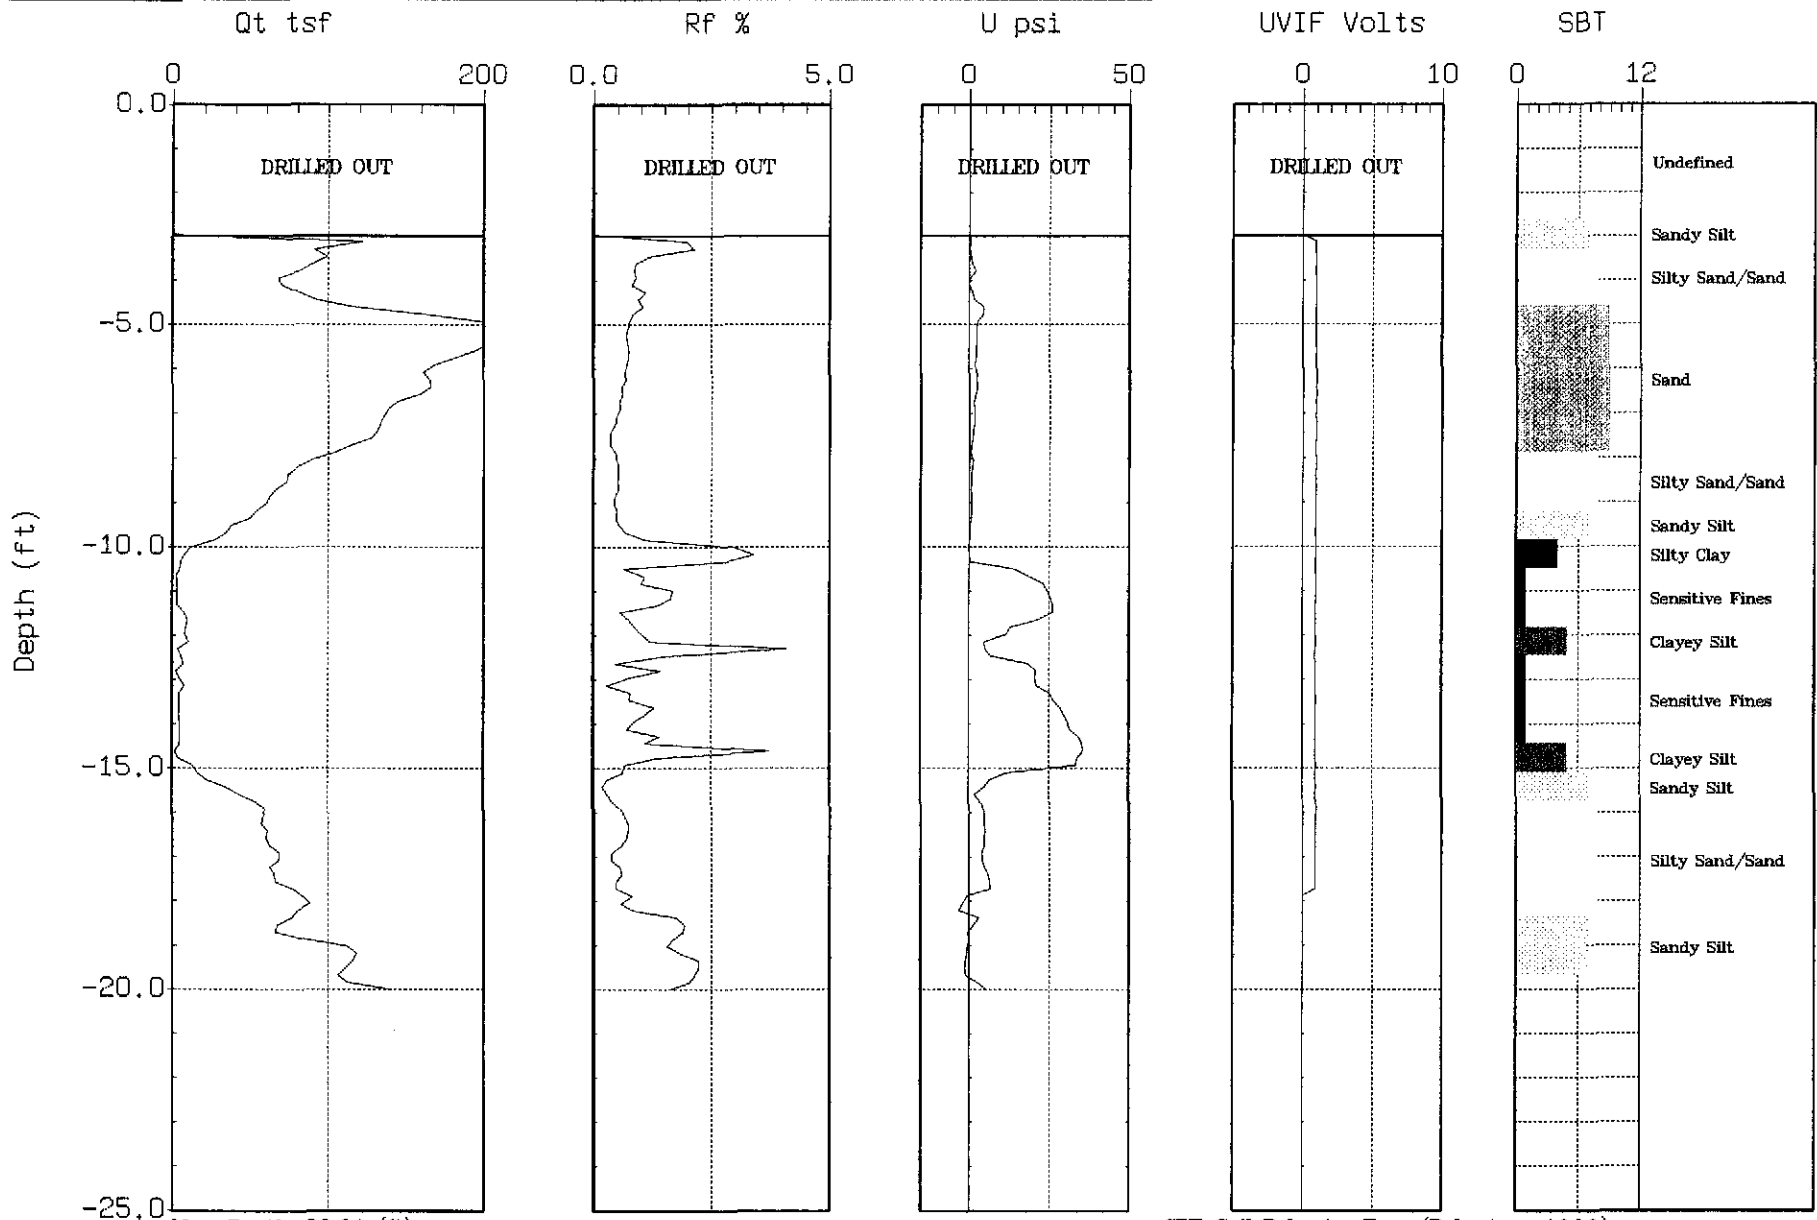 Qt tsf Rf % U psi UVIF Volts SBT
0 200 0.0 5.0 0 50 0 10 0 12
0.0
DRILLED OUT DRILLED OUT DRILLED OUT DRILLED OUT
Undefined
Sandy Silt
Silty Sand/Sand
-5.0
Sand
Silty Sand/Sand
Sandy Silt
-10.0
Silty Clay
Sensitive Fines
Depth (ft)
Clayey Silt
Sensitive Fines
Clayey Silt
-15.0
Sandy Silt
Silty Sand/Sand
Sandy Silt
-20.0
-25.0